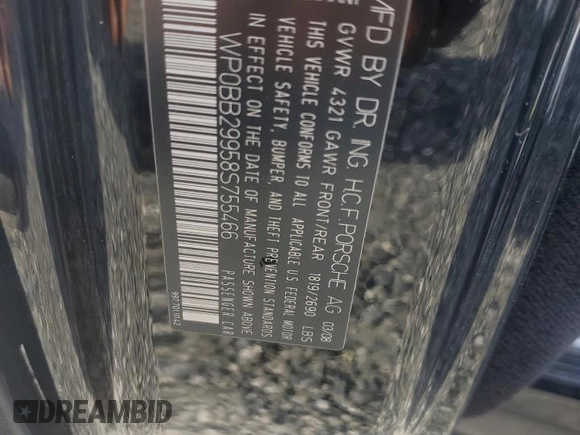 MFD BY DR. ING. H.C.F. PORSCHE AG 03/08
GVWR 4321 GAWR FRONT/REAR 1819/2690 LBS
THIS VEHICLE CONFORMS TO ALL APPLICABLE U.S. FEDERAL MOTOR
VEHICLE SAFETY, BUMPER, AND THEFT PREVENTION STANDARDS
IN EFFECT ON THE DATE OF MANUFACTURE SHOWN ABOVE
WP0BB29958S755466 PASSENGER CAR
99770131142
DREAMBID